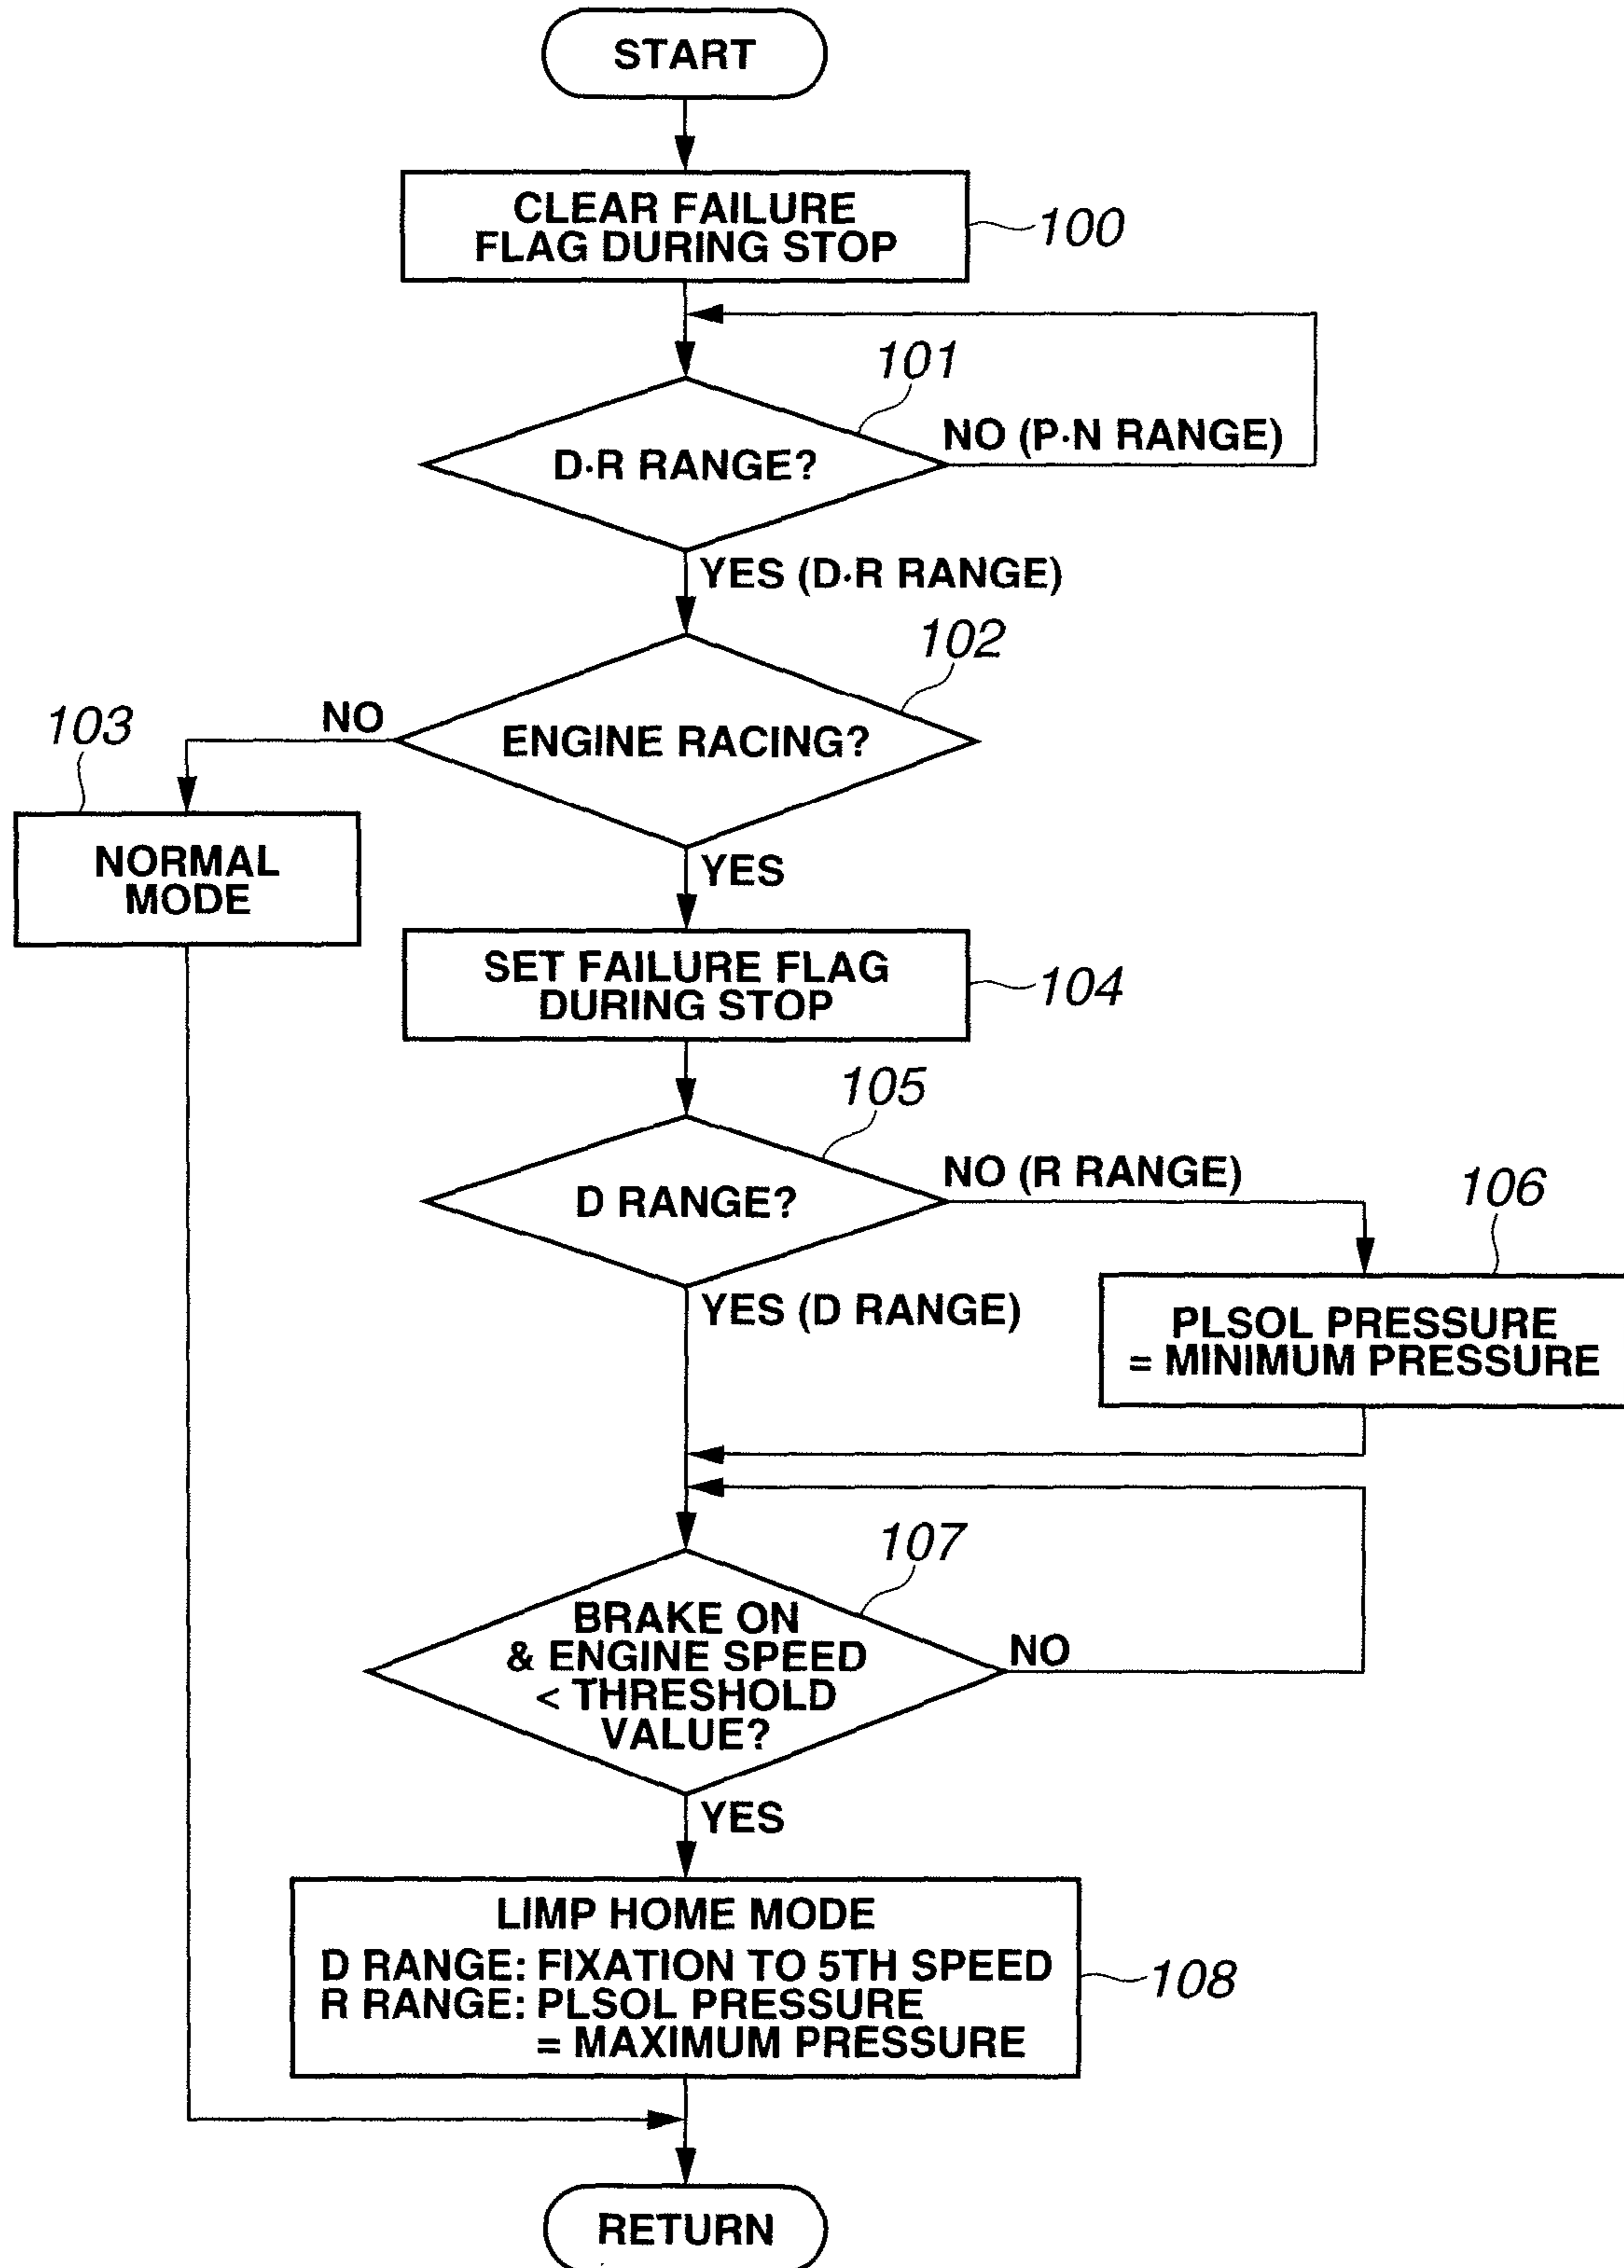 START
CLEAR FAILURE
FLAG DURING STOP
100
101
D·R RANGE?
NO (P·N RANGE)
YES (D·R RANGE)
102
ENGINE RACING?
NO
103
NORMAL
MODE
YES
SET FAILURE FLAG
DURING STOP
104
105
D RANGE?
NO (R RANGE)
106
YES (D RANGE)
PLSOL PRESSURE
= MINIMUM PRESSURE
107
BRAKE ON
& ENGINE SPEED
< THRESHOLD
VALUE?
NO
YES
LIMP HOME MODE
D RANGE: FIXATION TO 5TH SPEED
R RANGE: PLSOL PRESSURE
= MAXIMUM PRESSURE
108
RETURN